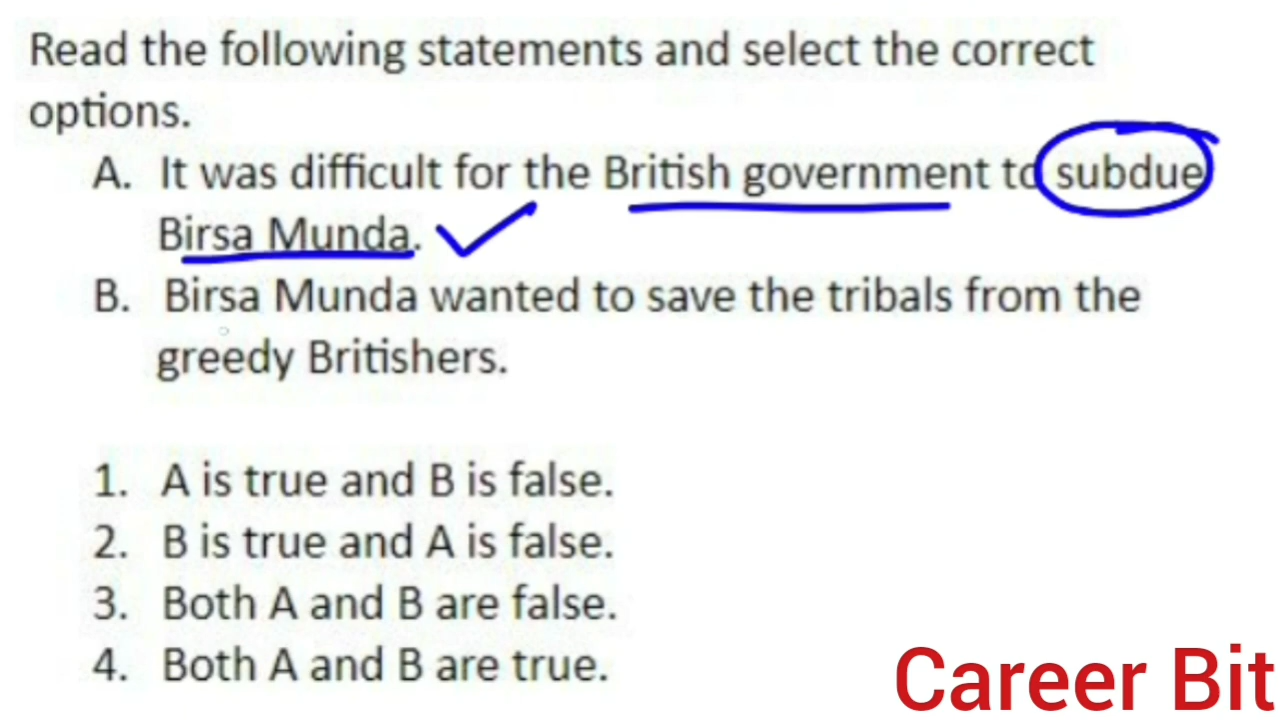 Read the following statements and select the correct
options.
A. It was difficult for the British government to subdue
Birsa Munda.
B. Birsa Munda wanted to save the tribals from the
greedy Britishers.
1. A is true and B is false.
2. B is true and A is false.
3. Both A and B are false.
4. Both A and B are true.
Career Bit